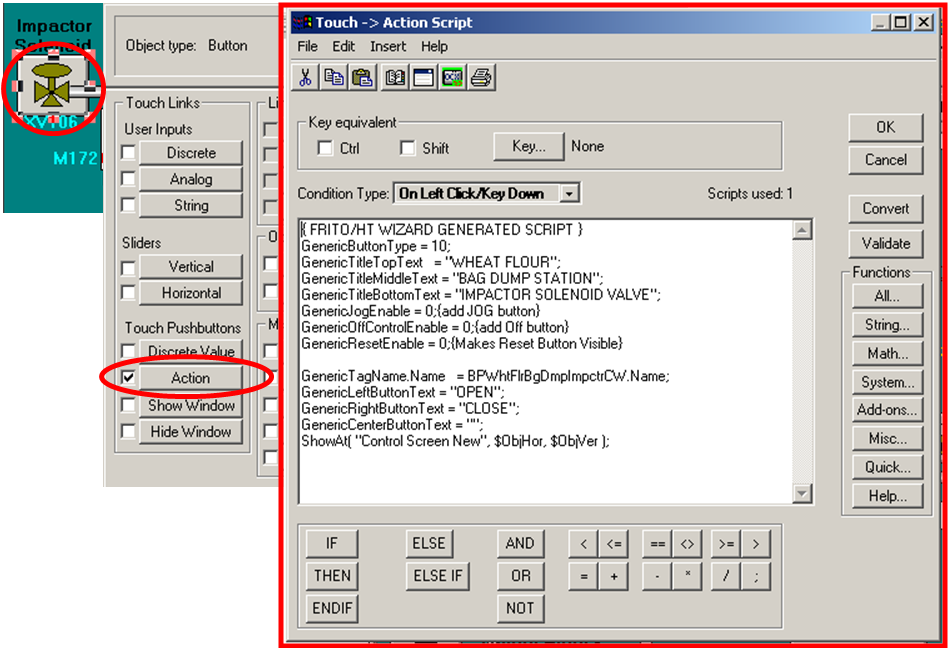 Impactor
Solenoid
XV106
M172
Object type: Button
Touch Links
User Inputs
Discrete
Analog
String
Sliders
Vertical
Horizontal
Touch Pushbuttons
Discrete Value
Action
Show Window
Hide Window
Li
O
M
Touch -> Action Script
File Edit Insert Help
Key equivalent
Ctrl Shift Key... None
Condition Type: On Left Click/Key Down Scripts used: 1
{ FRITO/HT WIZARD GENERATED SCRIPT }
GenericButtonType = 10;
GenericTitleTopText = "WHEAT FLOUR";
GenericTitleMiddleText = "BAG DUMP STATION";
GenericTitleBottomText = "IMPACTOR SOLENOID VALVE";
GenericJogEnable = 0;{add JOG button}
GenericOffControlEnable = 0;{add Off button}
GenericResetEnable = 0;{Makes Reset Button Visible}
GenericTagName.Name = BPWhtFlrBgDmpImpctrCW.Name;
GenericLeftButtonText = "OPEN";
GenericRightButtonText = "CLOSE";
GenericCenterButtonText = "";
ShowAt( "Control Screen New", $ObjHor, $ObjVer );
OK
Cancel
Convert
Validate
Functions
All...
String...
Math...
System...
Add-ons...
Misc...
Quick...
Help...
IF ELSE AND < <= == <> >= >
THEN ELSE IF OR = + - * / ;
ENDIF NOT